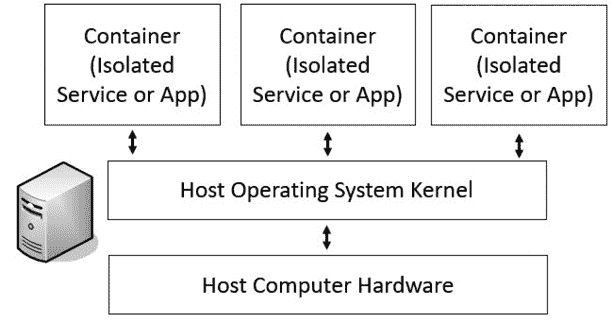 Container
(Isolated
Service or App)
Container
(Isolated
Service or App)
Container
(Isolated
Service or App)
Host Operating System Kernel
Host Computer Hardware